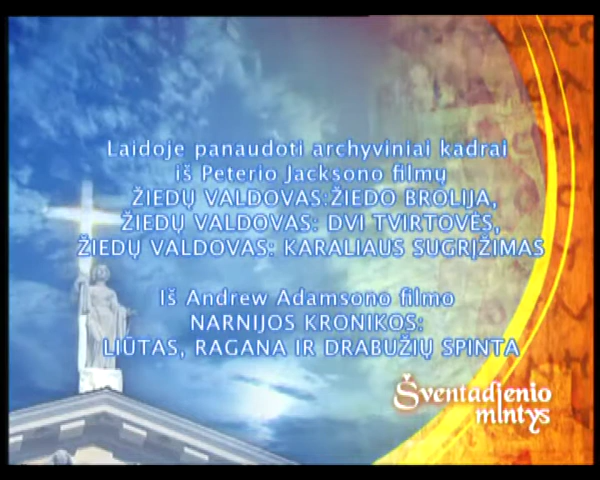 Laidoje panaudoti archyviniai kadrai
iš Peterio Jacksono filmų
ŽIEDŲ VALDOVAS:ŽIEDO BROLIJA,
ŽIEDŲ VALDOVAS: DVI TVIRTOVĖS,
ŽIEDŲ VALDOVAS: KARALIAUS SUGRĮŽIMAS
Iš Andrew Adamsono filmo
NARNIJOS KRONIKOS:
LIŪTAS, RAGANA IR DRABUŽIŲ SPINTA
Šventadienio
mintys